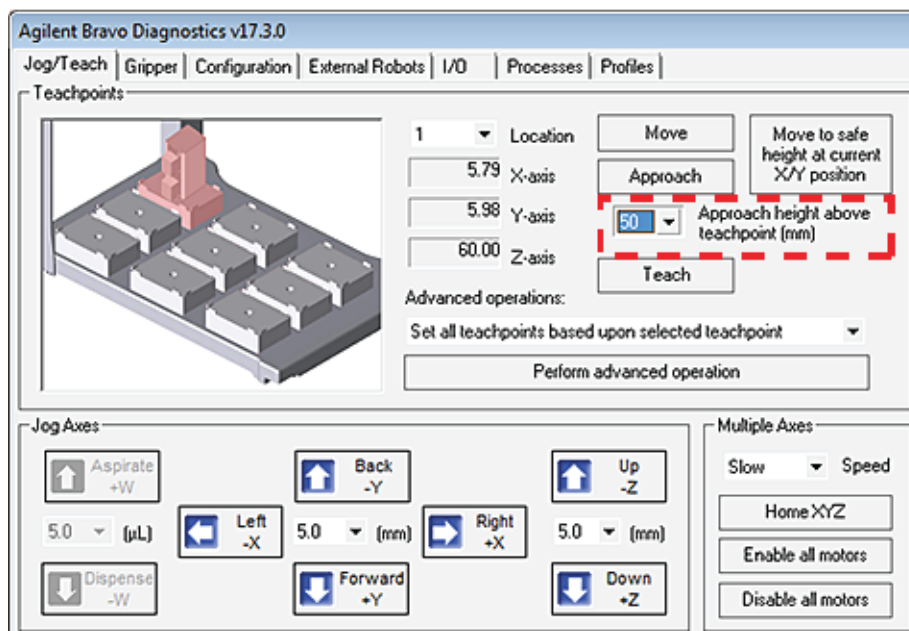 Agilent Bravo Diagnostics v17.3.0
Jog/Teach
Gripper
Configuration
External Robots
I/O
Processes
Profiles
Teachpoints
1
Location
Move
Move to safe
height at current
X/Y position
5.79
X-axis
Approach
5.98
Y-axis
50
Approach height above
teachpoint (mm)
60.00
Z-axis
Teach
Advanced operations:
Set all teachpoints based upon selected teachpoint
Perform advanced operation
Jog Axes
Aspirate
+W
Back
-Y
Up
-Z
5.0
(µL)
Left
-X
5.0
(mm)
Right
+X
5.0
(mm)
Dispense
-W
Forward
+Y
Down
+Z
Multiple Axes
Slow
Speed
Home XYZ
Enable all motors
Disable all motors